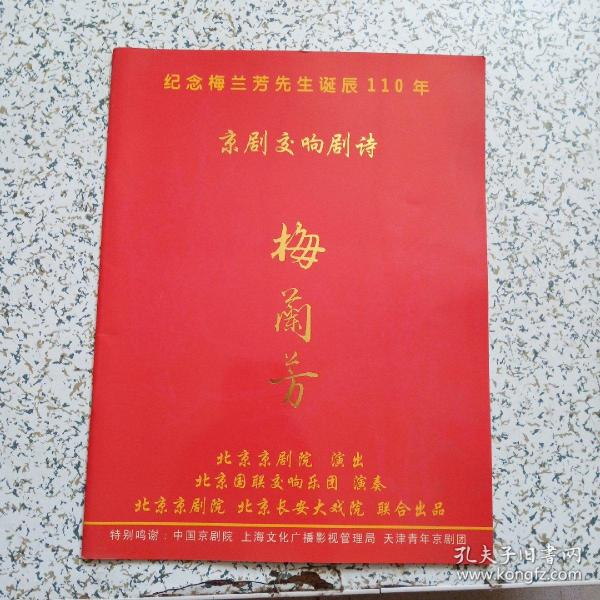 纪念梅兰芳先生诞辰110年
京剧交响剧诗
梅
蘭
芳
北京京剧院 演出
北京国联交响乐团 演奏
北京京剧院 北京长安大戏院 联合出品
特别鸣谢:中国京剧院 上海文化广播影视管理局 天津青年京剧团
孔夫子旧书网
www.kongfz.com